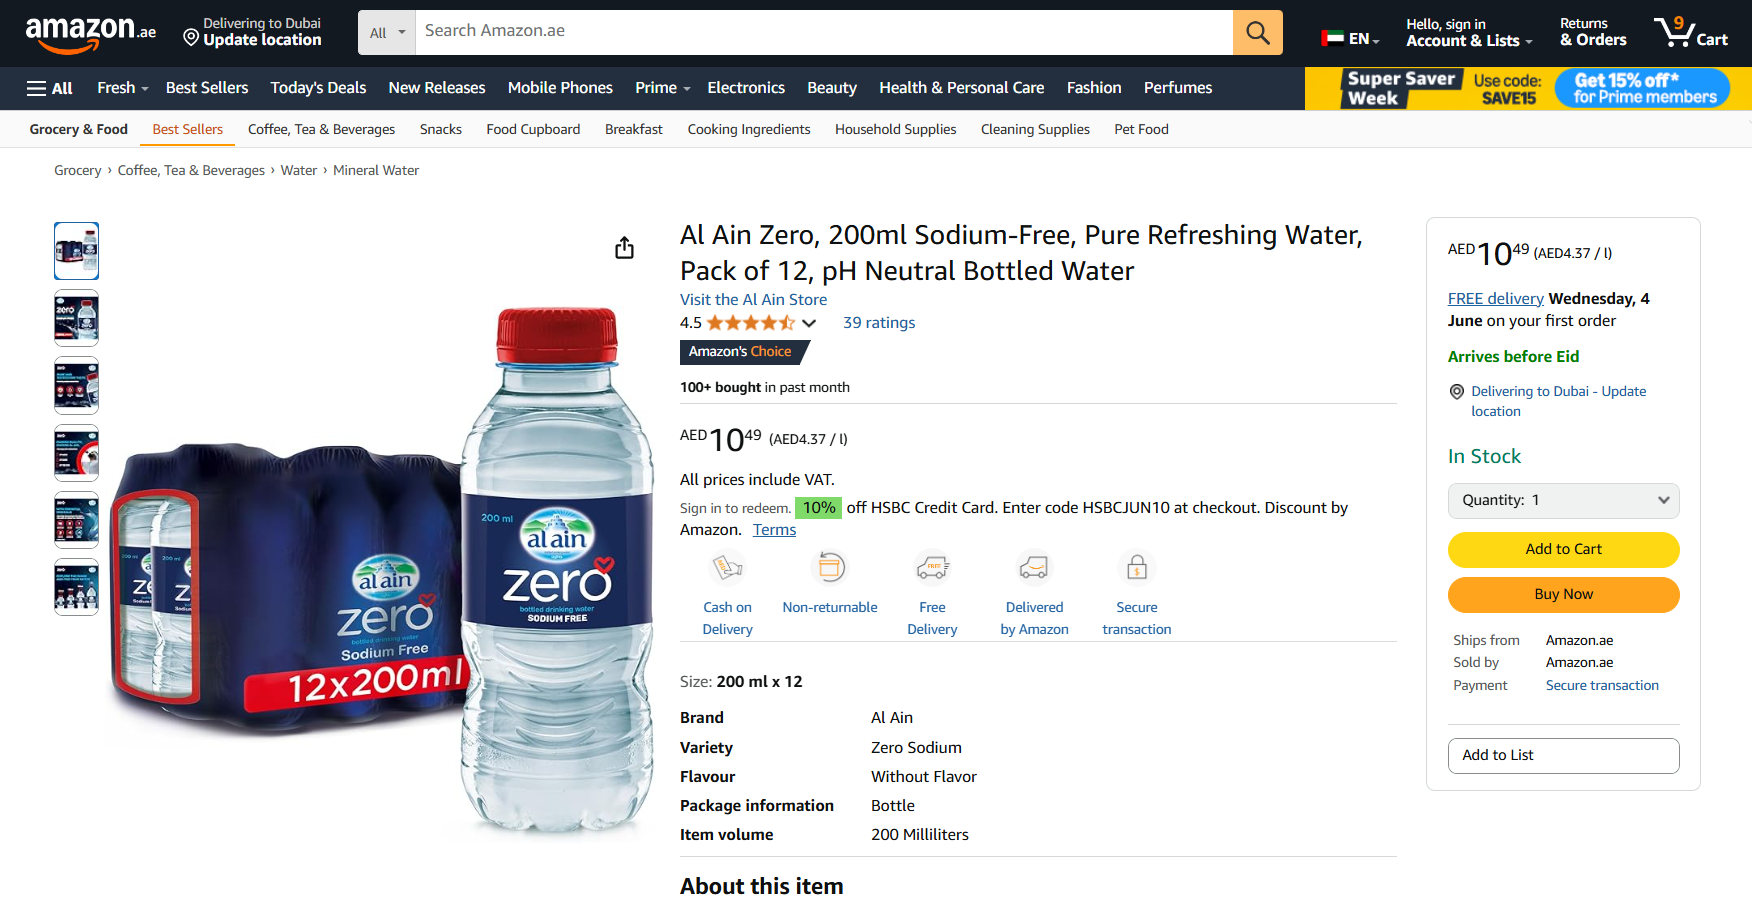 amazon.ae
Delivering to Dubai
Update location
All
Search Amazon.ae
EN
Hello, sign in
Account & Lists
Returns
& Orders
9
Cart
All
Fresh
Best Sellers
Today's Deals
New Releases
Mobile Phones
Prime
Electronics
Beauty
Health & Personal Care
Fashion
Perfumes
Super Saver
Week
Use code:
SAVE15
Get 15% off*
for Prime members
Grocery & Food
Best Sellers
Coffee, Tea & Beverages
Snacks
Food Cupboard
Breakfast
Cooking Ingredients
Household Supplies
Cleaning Supplies
Pet Food
Grocery › Coffee, Tea & Beverages › Water › Mineral Water
200 ml
al ain
zero
bottled drinking water
SODIUM FREE
al ain
zero
bottled drinking water
Sodium Free
12x200ml
Al Ain Zero, 200ml Sodium-Free, Pure Refreshing Water,
Pack of 12, pH Neutral Bottled Water
Visit the Al Ain Store
4.5
39 ratings
Amazon's Choice
100+ bought in past month
AED 10 49 (AED4.37 / l)
All prices include VAT.
Sign in to redeem. 10% off HSBC Credit Card. Enter code HSBCJUN10 at checkout. Discount by
Amazon. Terms
Cash on
Delivery
Non-returnable
Free
Delivery
Delivered
by Amazon
Secure
transaction
Size: 200 ml x 12
Brand Al Ain
Variety Zero Sodium
Flavour Without Flavor
Package information Bottle
Item volume 200 Milliliters
About this item
AED 10 49 (AED4.37 / l)
FREE delivery Wednesday, 4
June on your first order
Arrives before Eid
Delivering to Dubai - Update
location
In Stock
Quantity: 1
Add to Cart
Buy Now
Ships from Amazon.ae
Sold by Amazon.ae
Payment Secure transaction
Add to List